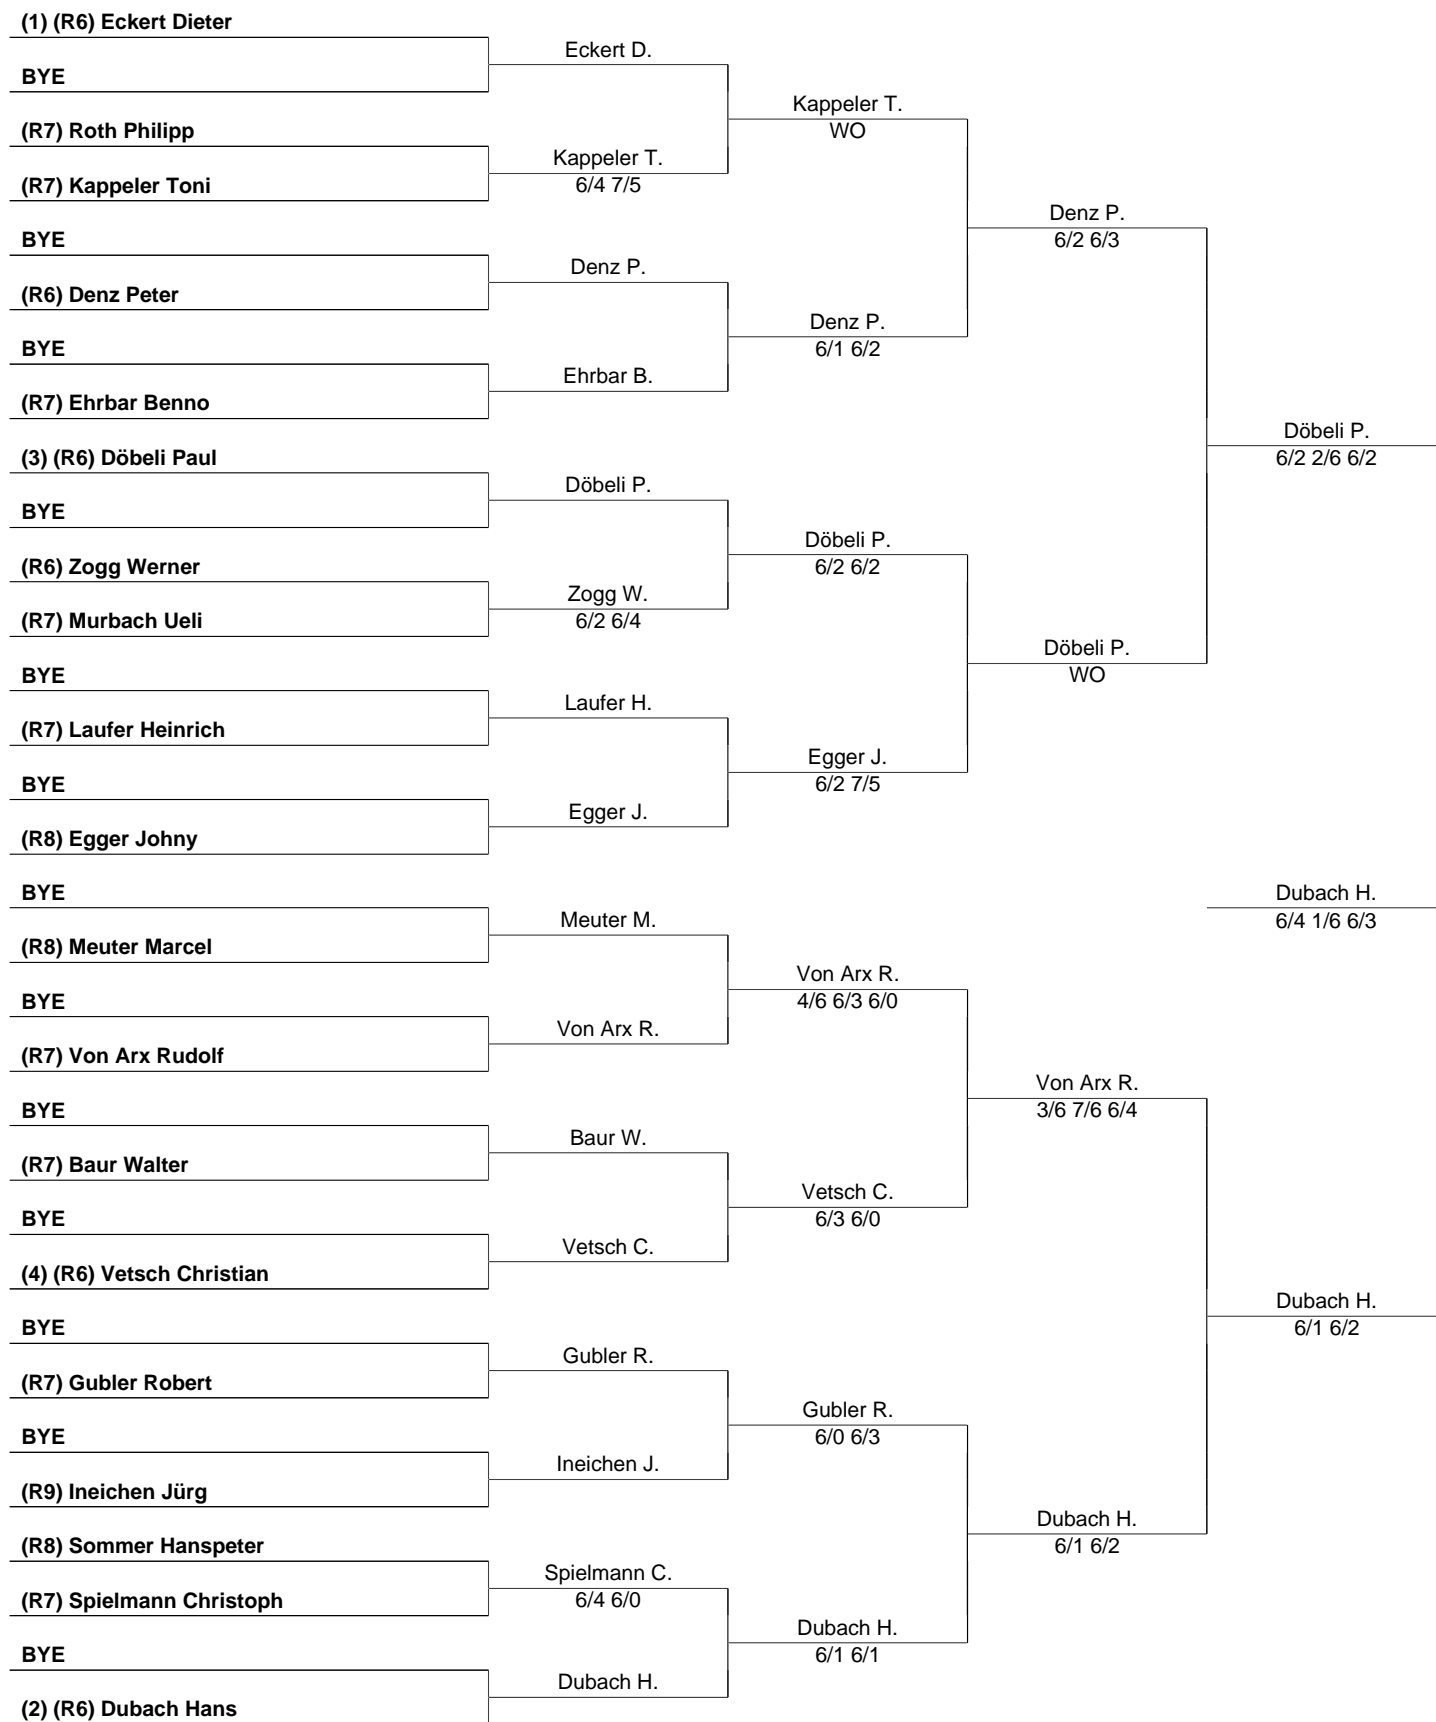 (1) (R6) Eckert Dieter
BYE
(R7) Roth Philipp
(R7) Kappeler Toni
BYE
(R6) Denz Peter
BYE
(R7) Ehrbar Benno
(3) (R6) Döbeli Paul
BYE
(R6) Zogg Werner
(R7) Murbach Ueli
BYE
(R7) Laufer Heinrich
BYE
(R8) Egger Johny
BYE
(R8) Meuter Marcel
BYE
(R7) Von Arx Rudolf
BYE
(R7) Baur Walter
BYE
(4) (R6) Vetsch Christian
BYE
(R7) Gubler Robert
BYE
(R9) Ineichen Jürg
(R8) Sommer Hanspeter
(R7) Spielmann Christoph
BYE
(2) (R6) Dubach Hans
Eckert D.
Kappeler T.
6/4 7/5
Denz P.
Ehrbar B.
Döbeli P.
Zogg W.
6/2 6/4
Laufer H.
Egger J.
Meuter M.
Von Arx R.
Baur W.
Vetsch C.
Gubler R.
Ineichen J.
Spielmann C.
6/4 6/0
Dubach H.
Kappeler T.
WO
Denz P.
6/1 6/2
Döbeli P.
6/2 6/2
Egger J.
6/2 7/5
Von Arx R.
4/6 6/3 6/0
Vetsch C.
6/3 6/0
Gubler R.
6/0 6/3
Dubach H.
6/1 6/1
Denz P.
6/2 6/3
Döbeli P.
WO
Von Arx R.
3/6 7/6 6/4
Dubach H.
6/1 6/2
Döbeli P.
6/2 2/6 6/2
Dubach H.
6/4 1/6 6/3
Dubach H.
6/1 6/2